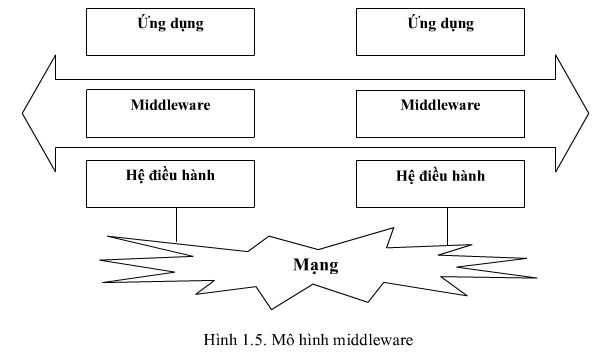 Ứng dụng Ứng dụng
Middleware Middleware
Hệ điều hành Hệ điều hành
Mạng
Hình 1.5. Mô hình middleware